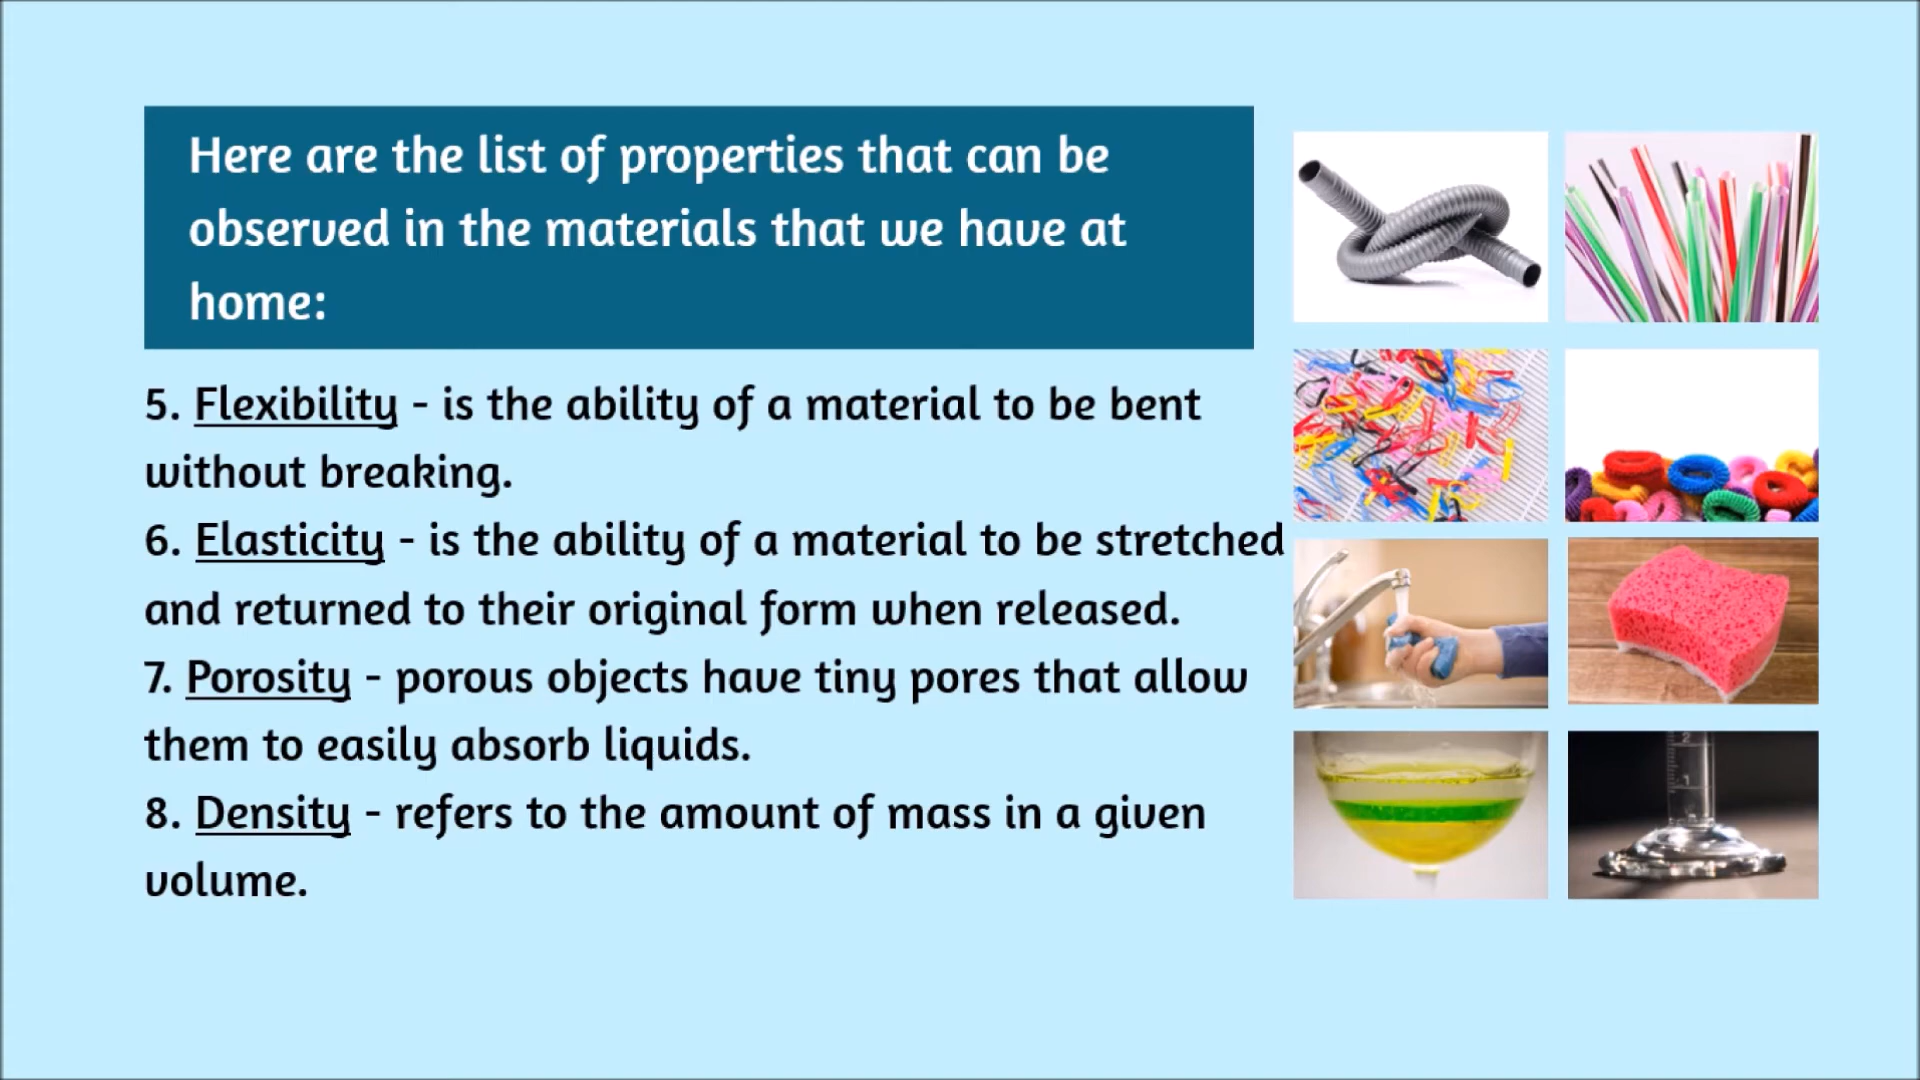 Here are the list of properties that can be
observed in the materials that we have at
home:
5. Flexibility - is the ability of a material to be bent
without breaking.
6. Elasticity - is the ability of a material to be stretched
and returned to their original form when released.
7. Porosity - porous objects have tiny pores that allow
them to easily absorb liquids.
8. Density - refers to the amount of mass in a given
volume.
2
1